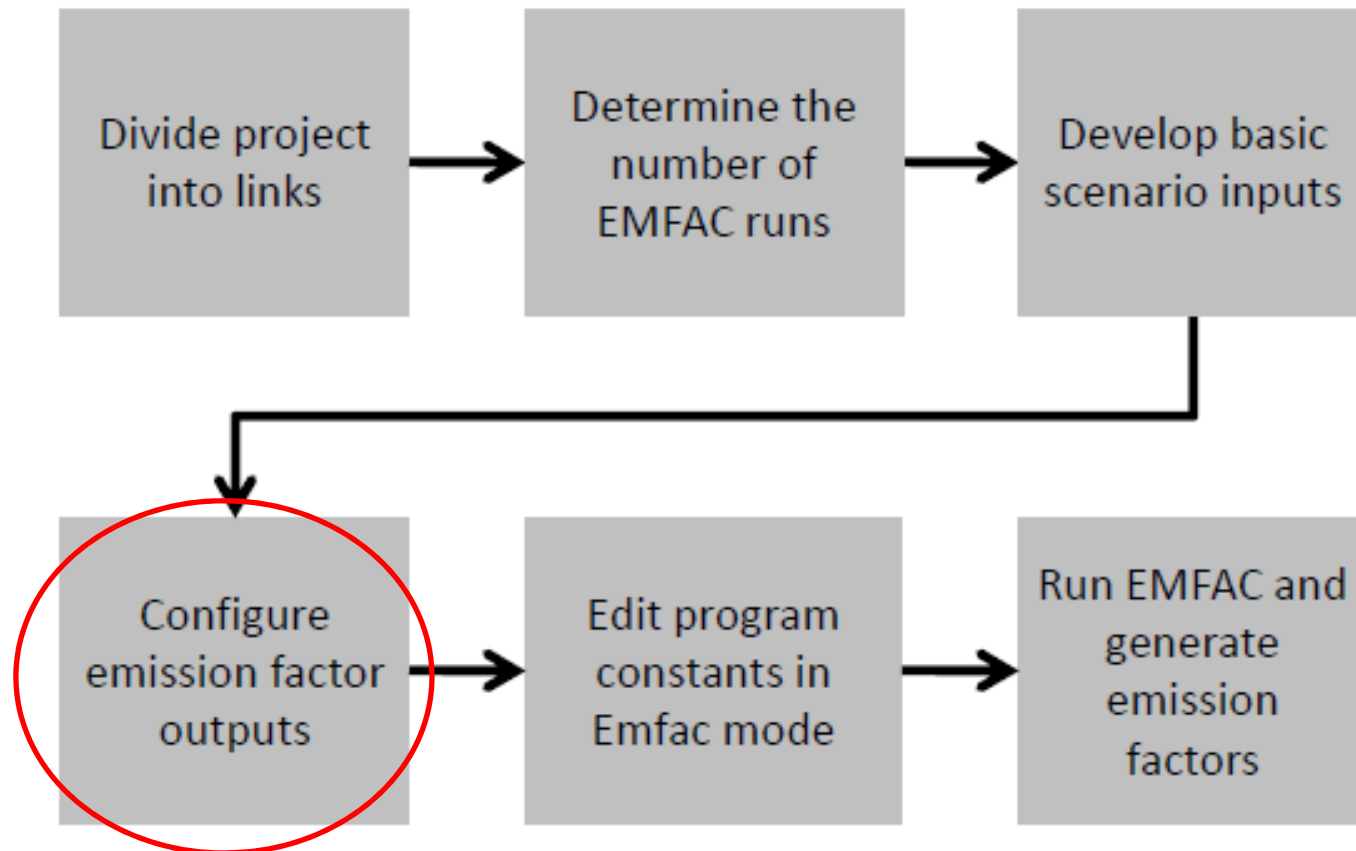 Divide project
into links
Determine the
number of
EMFAC runs
Develop basic
scenario inputs
Configure
emission factor
outputs
Edit program
constants in
Emfac mode
Run EMFAC and
generate
emission
factors